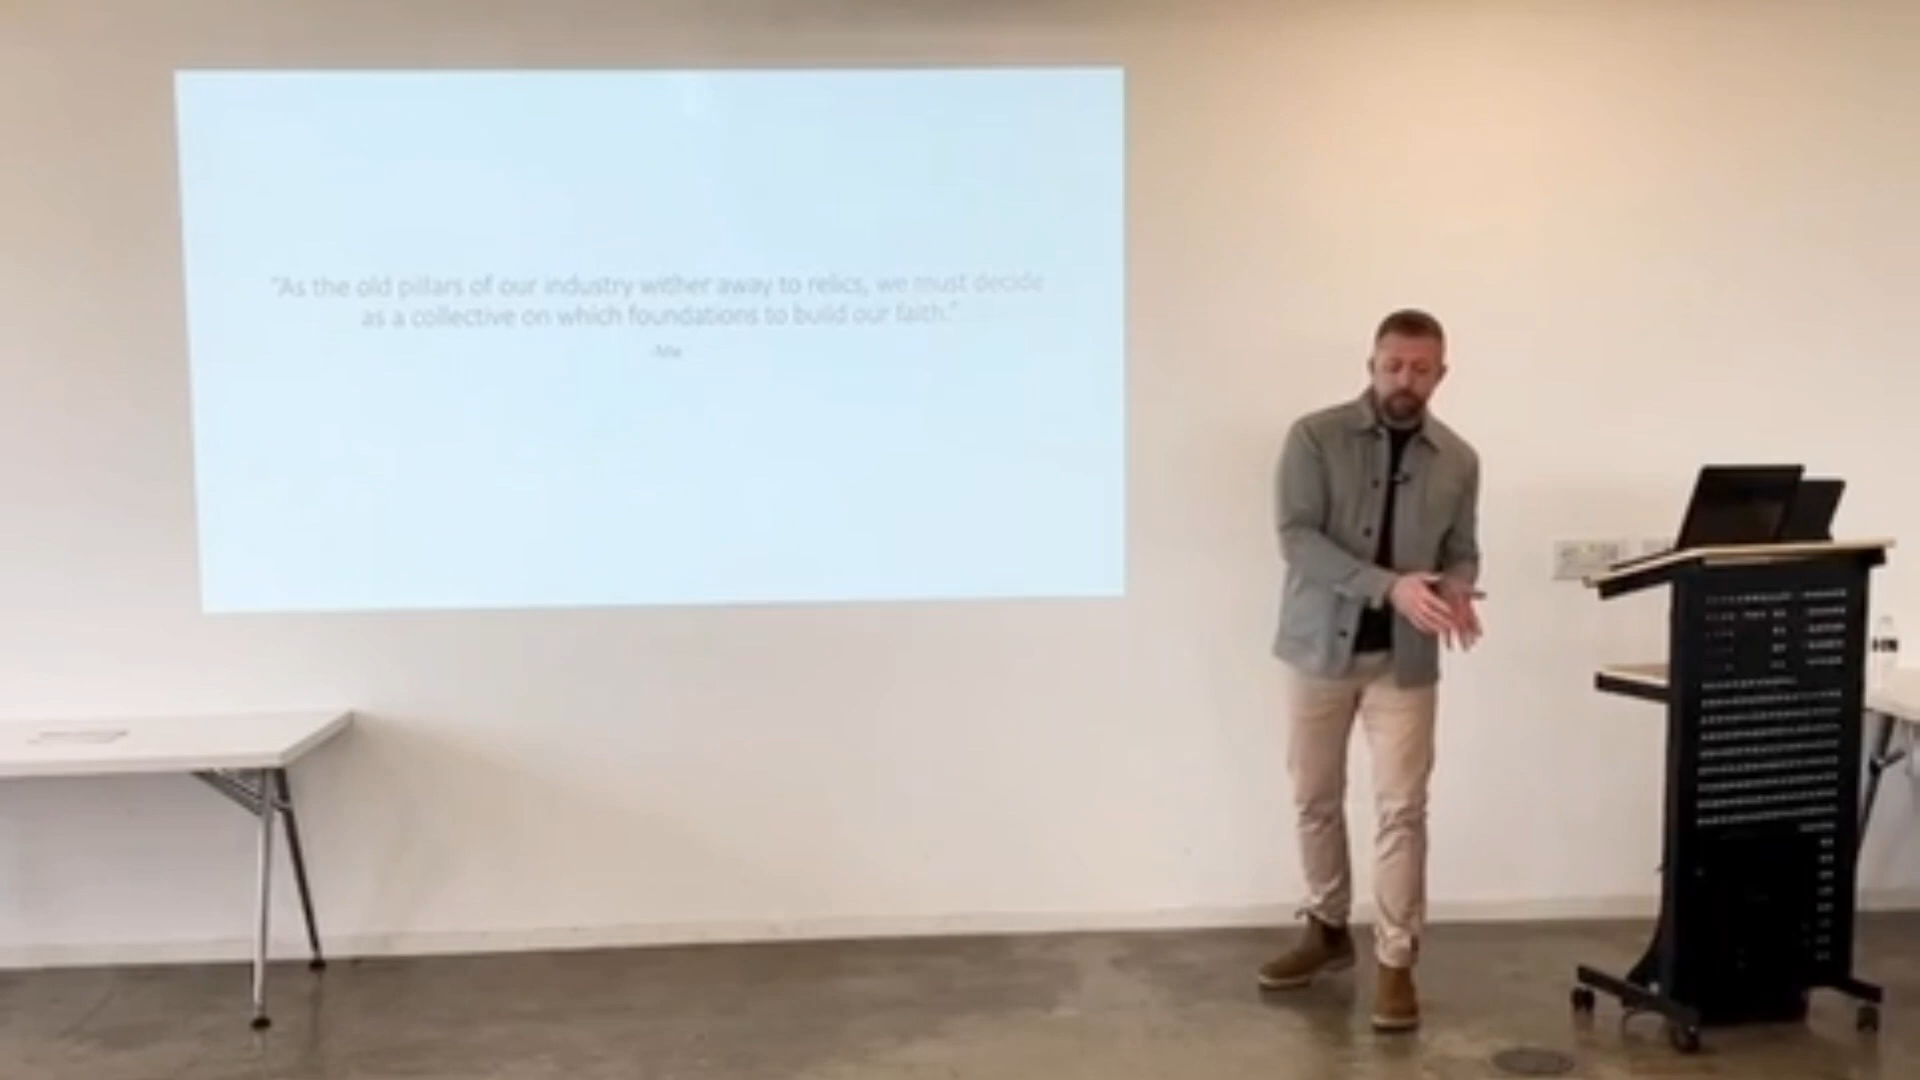 "As the old pillars of our industry wither away to relics, we must decide
as a collective on which foundations to build our faith."
-Me